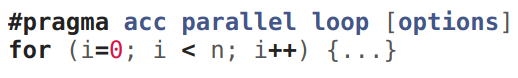 #pragma acc parallel loop [options]
for (i=0; i < n; i++) {...}